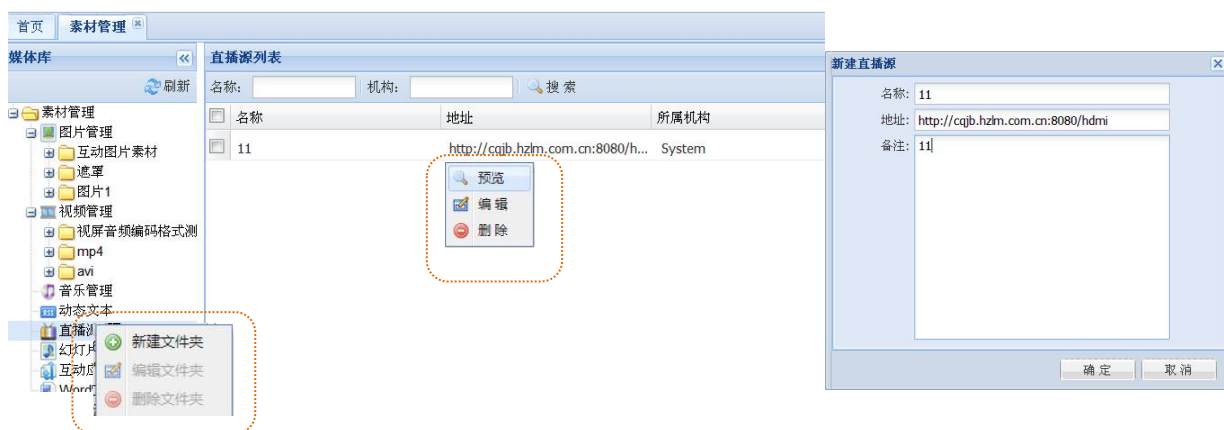 首页
素材管理
媒体库
刷新
素材管理
图片管理
互动图片素材
遮罩
图片1
视频管理
视屏音频编码格式测
mp4
avi
音乐管理
动态文本
直播
幻灯片
互动
Word
新建文件夹
编辑文件夹
删除文件夹
直播源列表
名称: 机构: 搜索
名称 地址 所属机构
11 http://cqjb.hzlm.com.cn:8080/h... System
预览
编辑
删除
新建直播源
名称: 11
地址: http://cqjb.hzlm.com.cn:8080/hdmi
备注: 11
确定 取消